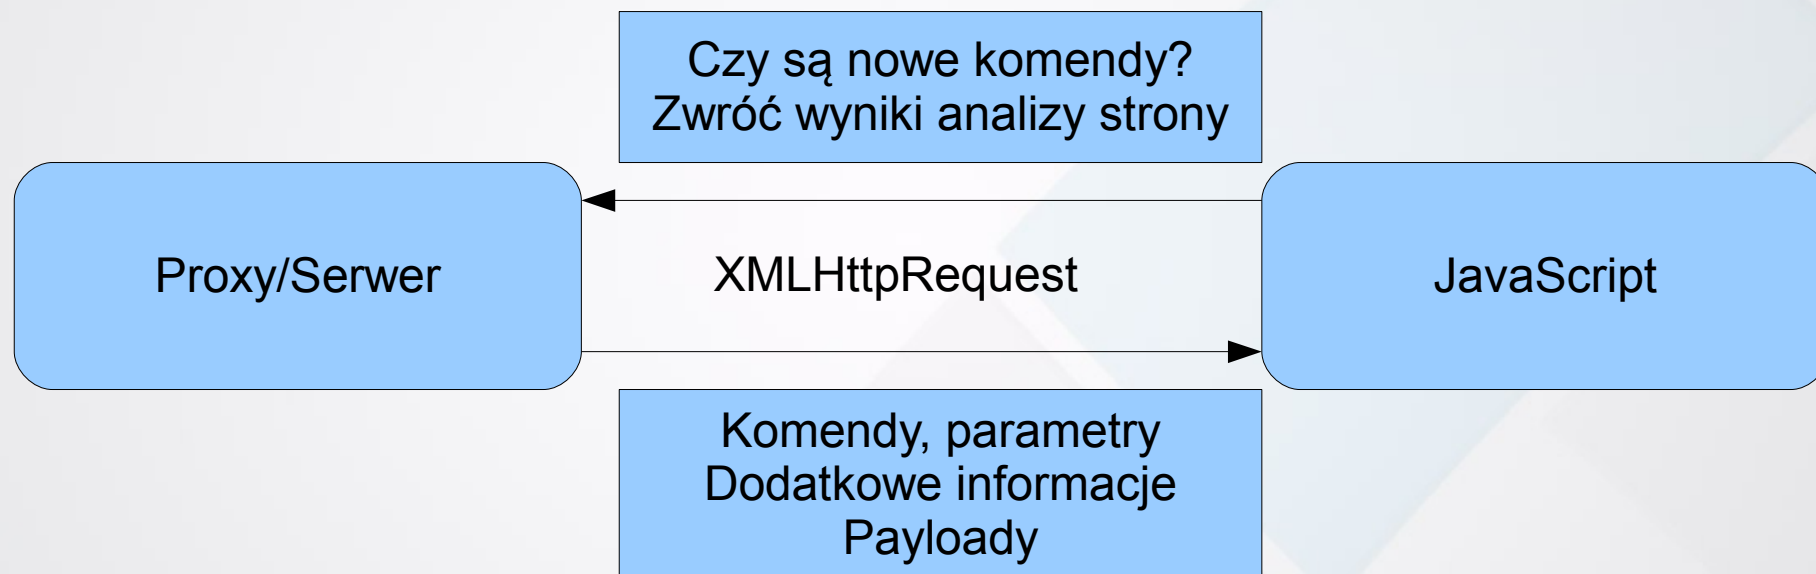 Czy są nowe komendy?
Zwróć wyniki analizy strony
Proxy/Serwer
XMLHttpRequest
JavaScript
Komendy, parametry
Dodatkowe informacje
Payloady